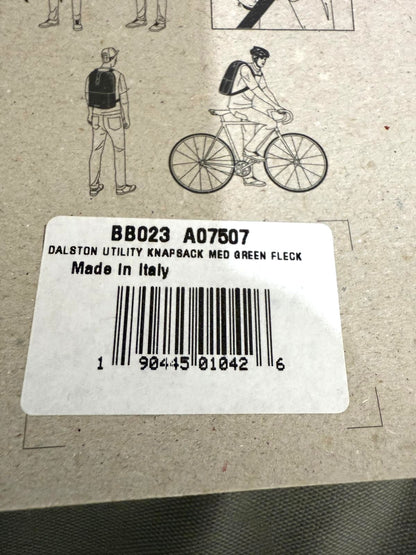 BB023 A07507
DALSTON UTILITY KNAPSACK MED GREEN FLECK
Made in Italy
1 90445 01042 6